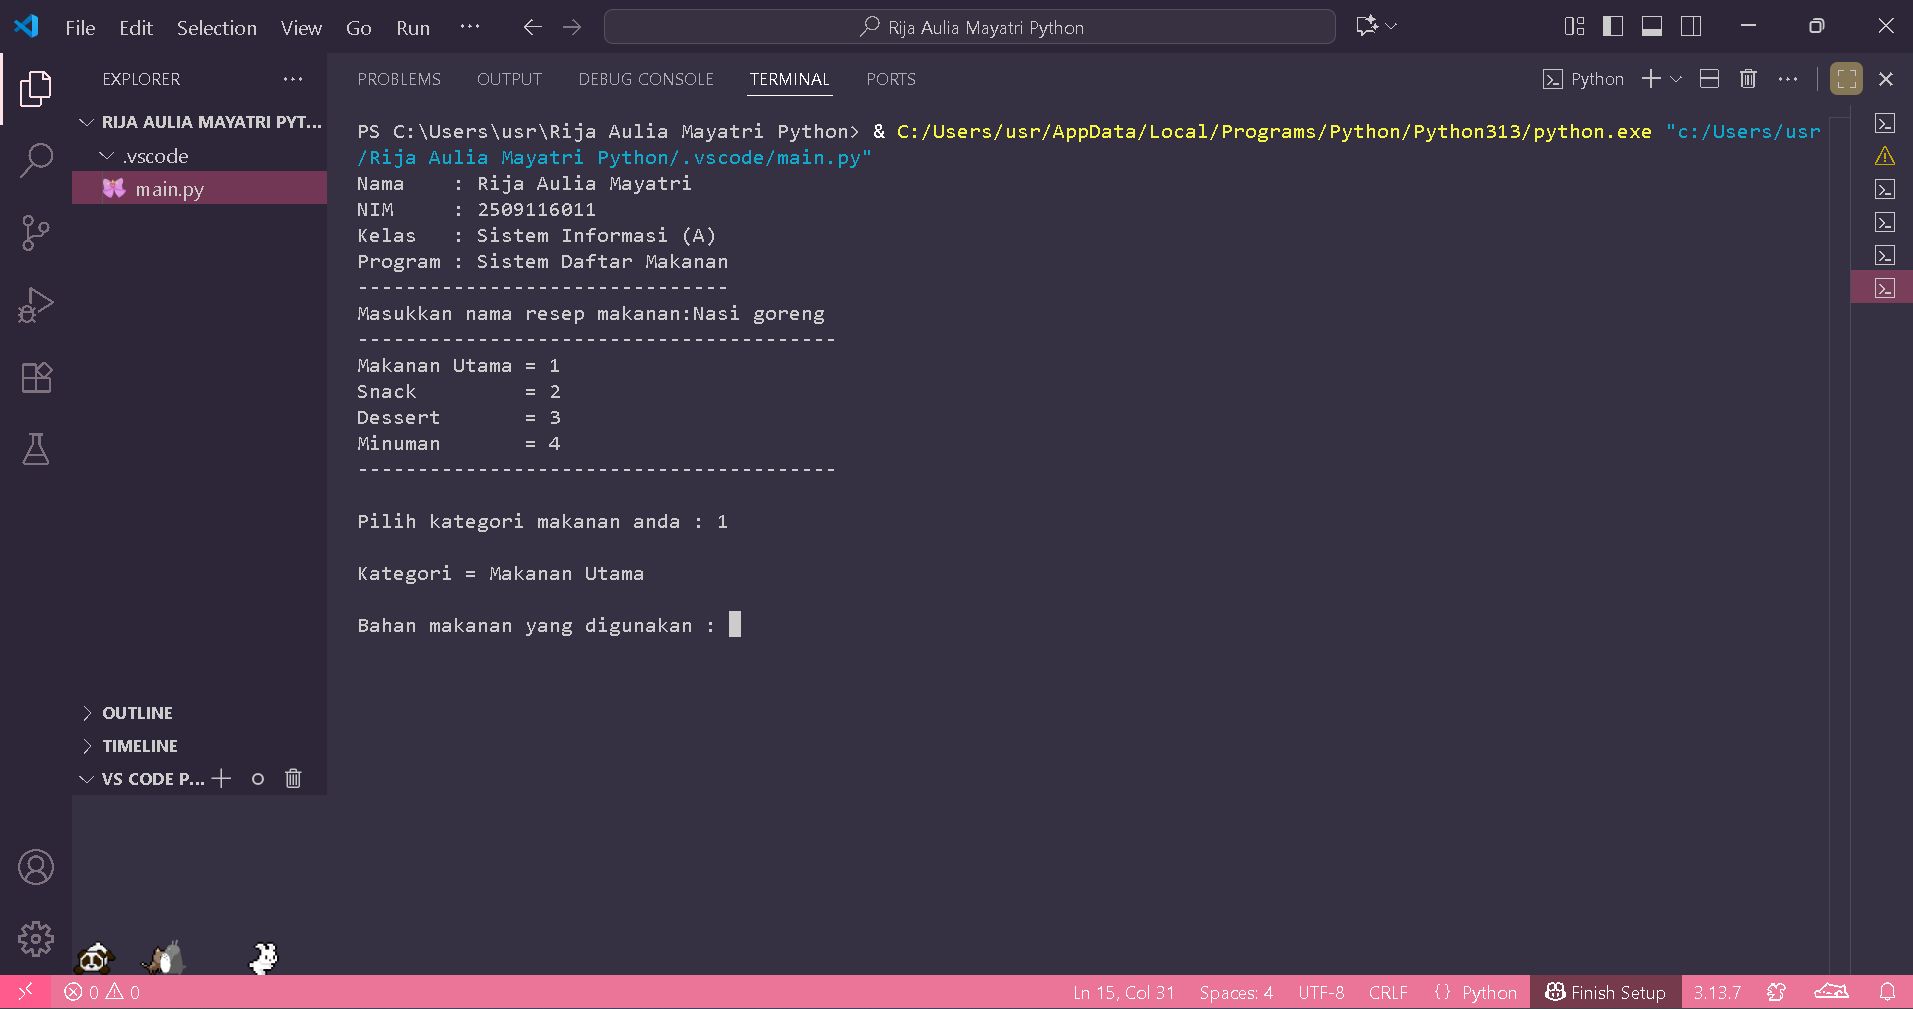 File Edit Selection View Go Run ··· Rija Aulia Mayatri Python
EXPLORER ···
RIJA AULIA MAYATRI PYT...
.vscode
main.py
OUTLINE
TIMELINE
VS CODE P...
PROBLEMS OUTPUT DEBUG CONSOLE TERMINAL PORTS Python ···
PS C:\Users\usr\Rija Aulia Mayatri Python> & C:/Users/usr/AppData/Local/Programs/Python/Python313/python.exe "c:/Users/usr
/Rija Aulia Mayatri Python/.vscode/main.py"
Nama    : Rija Aulia Mayatri
NIM     : 2509116011
Kelas   : Sistem Informasi (A)
Program : Sistem Daftar Makanan
-------------------------------
Masukkan nama resep makanan:Nasi goreng
----------------------------------------
Makanan Utama = 1
Snack         = 2
Dessert       = 3
Minuman       = 4
----------------------------------------
Pilih kategori makanan anda : 1
Kategori = Makanan Utama
Bahan makanan yang digunakan :
0 0 Ln 15, Col 31 Spaces: 4 UTF-8 CRLF {} Python Finish Setup 3.13.7